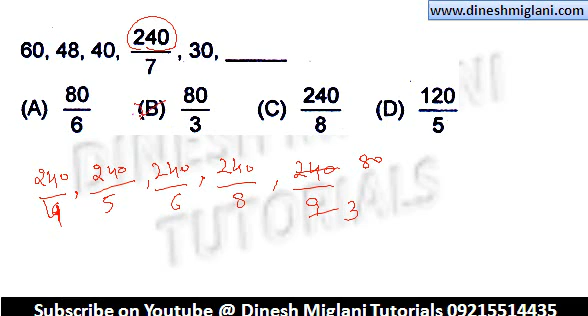 www.dineshmiglani.com
60, 48, 40, 240/7, 30, ______
(A) 80/6 (B) 80/3 (C) 240/8 (D) 120/5
240/4, 240/5, 240/6, 240/8, 240/9 80 3
DINESH MIGLANI
TUTORIALS
Subscribe on Youtube @ Dinesh Miglani Tutorials 09215514435